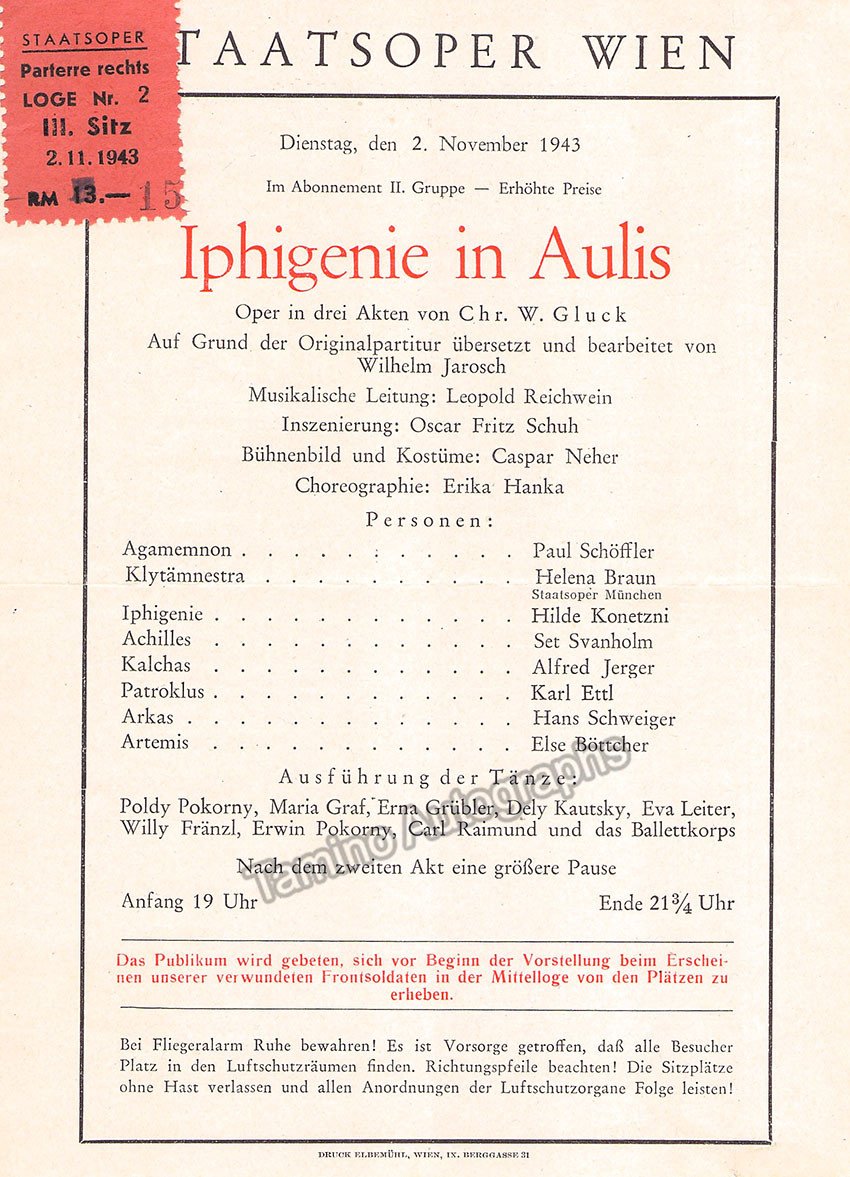 STAATSOPER
Parterre rechts
LOGE Nr. 2
III. Sitz
2.11.1943
RM 13.— 15
TAATSOPER WIEN
Dienstag, den 2. November 1943
Im Abonnement II. Gruppe — Erhöhte Preise
Iphigenie in Aulis
Oper in drei Akten von Chr. W. Gluck
Auf Grund der Originalpartitur übersetzt und bearbeitet von
Wilhelm Jarosch
Musikalische Leitung: Leopold Reichwein
Inszenierung: Oscar Fritz Schuh
Bühnenbild und Kostüme: Caspar Neher
Choreographie: Erika Hanka
Personen:
Agamemnon . . . . . . . . . . . Paul Schöffler
Klytämnestra . . . . . . . . . . Helena Braun
Staatsoper München
Iphigenie . . . . . . . . . . . . Hilde Konetzni
Achilles . . . . . . . . . . . . Set Svanholm
Kalchas . . . . . . . . . . . . Alfred Jerger
Patroklus . . . . . . . . . . . . Karl Ettl
Arkas . . . . . . . . . . . . . Hans Schweiger
Artemis . . . . . . . . . . . . Else Böttcher
Ausführung der Tänze:
Poldy Pokorny, Maria Graf, Erna Grübler, Dely Kautsky, Eva Leiter,
Willy Fränzl, Erwin Pokorny, Carl Raimund und das Ballettkorps
Tamino Autographs
Nach dem zweiten Akt eine größere Pause
Anfang 19 Uhr Ende 21¾ Uhr
Das Publikum wird gebeten, sich vor Beginn der Vorstellung beim Erschei-
nen unserer verwundeten Frontsoldaten in der Mittelloge von den Plätzen zu
erheben.
Bei Fliegeralarm Ruhe bewahren! Es ist Vorsorge getroffen, daß alle Besucher
Platz in den Luftschutzräumen finden. Richtungspfeile beachten! Die Sitzplätze
ohne Hast verlassen und allen Anordnungen der Luftschutzorgane Folge leisten!
DRUCK ELBEMÜHL, WIEN, IX. BERGGASSE 31